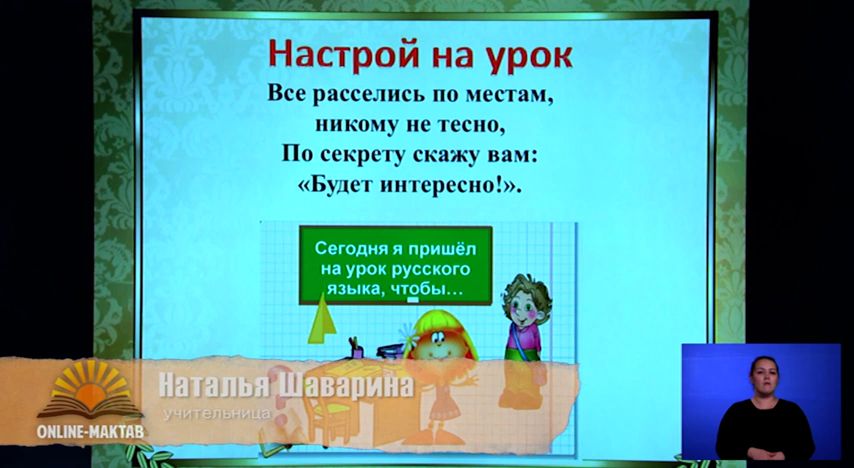 Настрой на урок
Все расселись по местам,
никому не тесно,
По секрету скажу вам:
«Будет интересно!».
Сегодня я пришёл
на урок русского
языка, чтобы…
Наталья Шаварина
учительница
ONLINE-MAKTAB